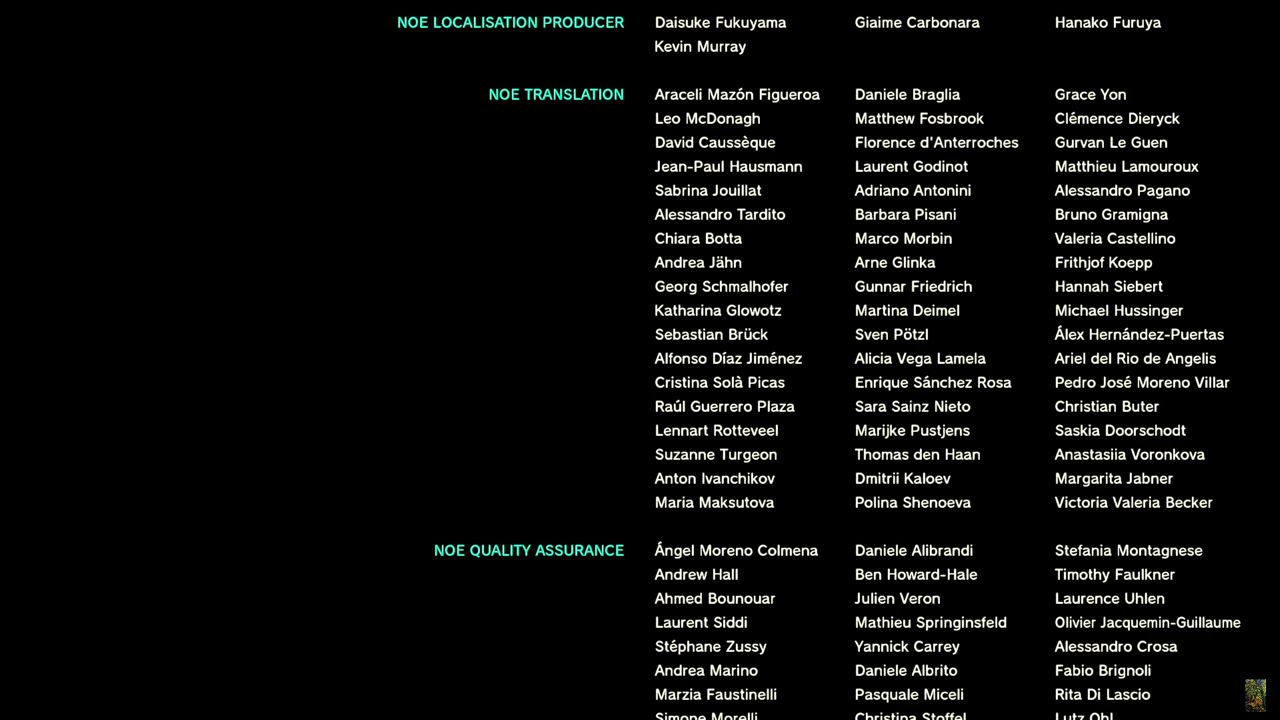 NOE LOCALISATION PRODUCER Daisuke Fukuyama Giaime Carbonara Hanako Furuya
Kevin Murray
NOE TRANSLATION Araceli Mazón Figueroa Daniele Braglia Grace Yon
Leo McDonagh Matthew Fosbrook Clémence Dieryck
David Caussèque Florence d'Anterroches Gurvan Le Guen
Jean-Paul Hausmann Laurent Godinot Matthieu Lamouroux
Sabrina Jouillat Adriano Antonini Alessandro Pagano
Alessandro Tardito Barbara Pisani Bruno Gramigna
Chiara Botta Marco Morbin Valeria Castellino
Andrea Jähn Arne Glinka Frithjof Koepp
Georg Schmalhofer Gunnar Friedrich Hannah Siebert
Katharina Glowotz Martina Deimel Michael Hussinger
Sebastian Brück Sven Pötzl Álex Hernández-Puertas
Alfonso Díaz Jiménez Alicia Vega Lamela Ariel del Rio de Angelis
Cristina Solà Picas Enrique Sánchez Rosa Pedro José Moreno Villar
Raúl Guerrero Plaza Sara Sainz Nieto Christian Buter
Lennart Rotteveel Marijke Pustjens Saskia Doorschodt
Suzanne Turgeon Thomas den Haan Anastasiia Voronkova
Anton Ivanchikov Dmitrii Kaloev Margarita Jabner
Maria Maksutova Polina Shenoeva Victoria Valeria Becker
NOE QUALITY ASSURANCE Ángel Moreno Colmena Daniele Alibrandi Stefania Montagnese
Andrew Hall Ben Howard-Hale Timothy Faulkner
Ahmed Bounouar Julien Veron Laurence Uhlen
Laurent Siddi Mathieu Springinsfeld Olivier Jacquemin-Guillaume
Stéphane Zussy Yannick Carrey Alessandro Crosa
Andrea Marino Daniele Albrito Fabio Brignoli
Marzia Faustinelli Pasquale Miceli Rita Di Lascio
Simone Morelli Christina Stoffel Lutz Ohl